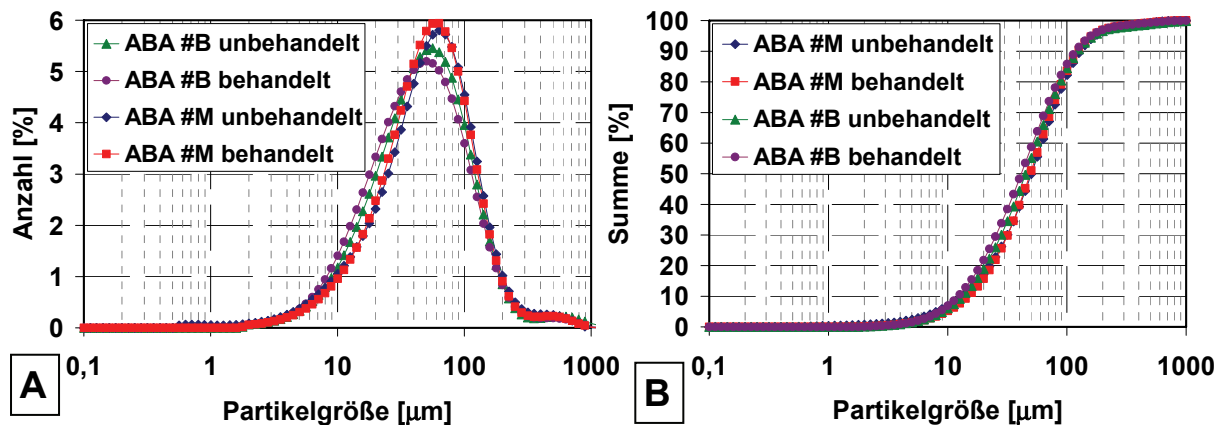 Anzahl [%]
6
5
4
3
2
1
0
ABA #B unbehandelt
ABA #B behandelt
ABA #M unbehandelt
ABA #M behandelt
0,1 1 10 100 1000
Partikelgröße [µm]
A
Summe [%]
100
90
80
70
60
50
40
30
20
10
0
ABA #M unbehandelt
ABA #M behandelt
ABA #B unbehandelt
ABA #B behandelt
0,1 1 10 100 1000
Partikelgröße [µm]
B